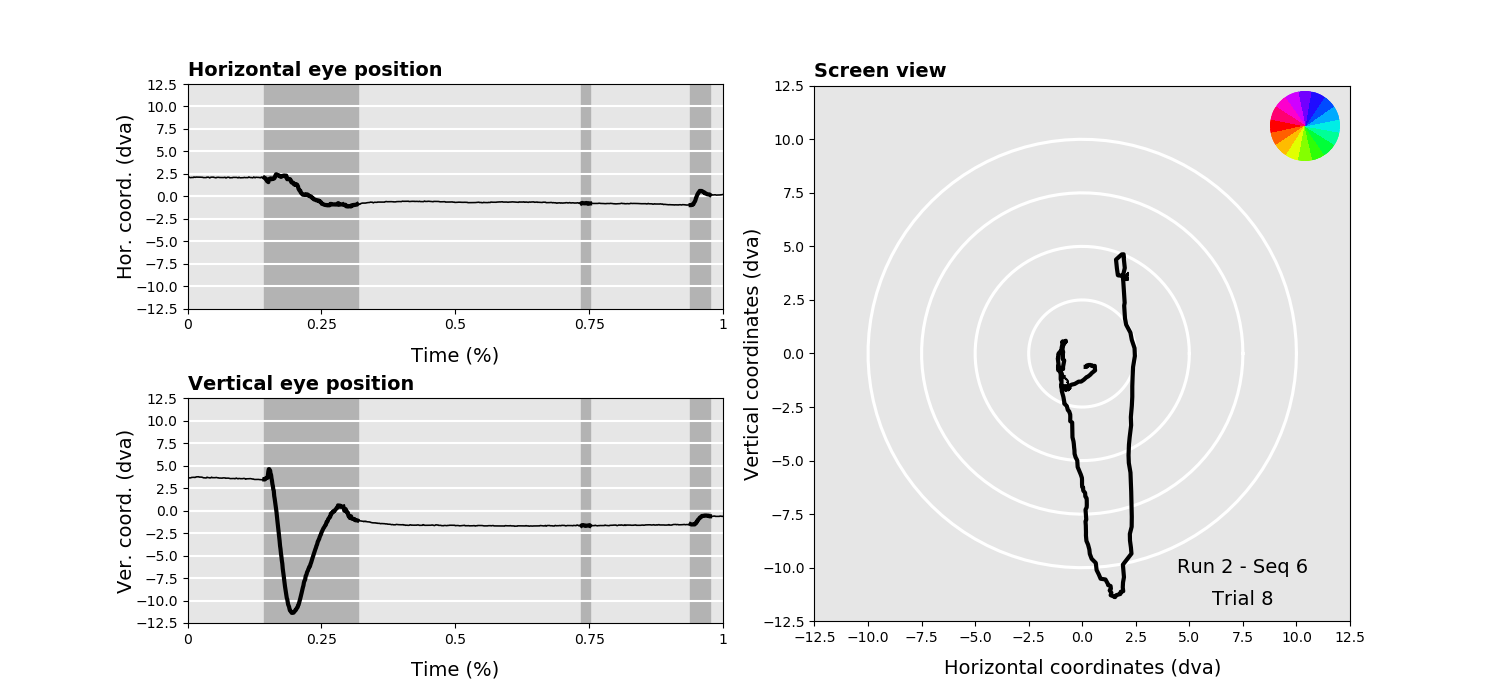 Horizontal eye position
12.5
10.0
7.5
5.0
2.5
0.0
−2.5
−5.0
−7.5
−10.0
−12.5
Hor. coord. (dva)
0 0.25 0.5 0.75 1
Time (%)
Vertical eye position
12.5
10.0
7.5
5.0
2.5
0.0
−2.5
−5.0
−7.5
−10.0
−12.5
Ver. coord. (dva)
0 0.25 0.5 0.75 1
Time (%)
Screen view
12.5
10.0
7.5
5.0
2.5
0.0
−2.5
−5.0
−7.5
−10.0
−12.5
Vertical coordinates (dva)
Run 2 - Seq 6
Trial 8
−12.5 −10.0 −7.5 −5.0 −2.5 0.0 2.5 5.0 7.5 10.0 12.5
Horizontal coordinates (dva)